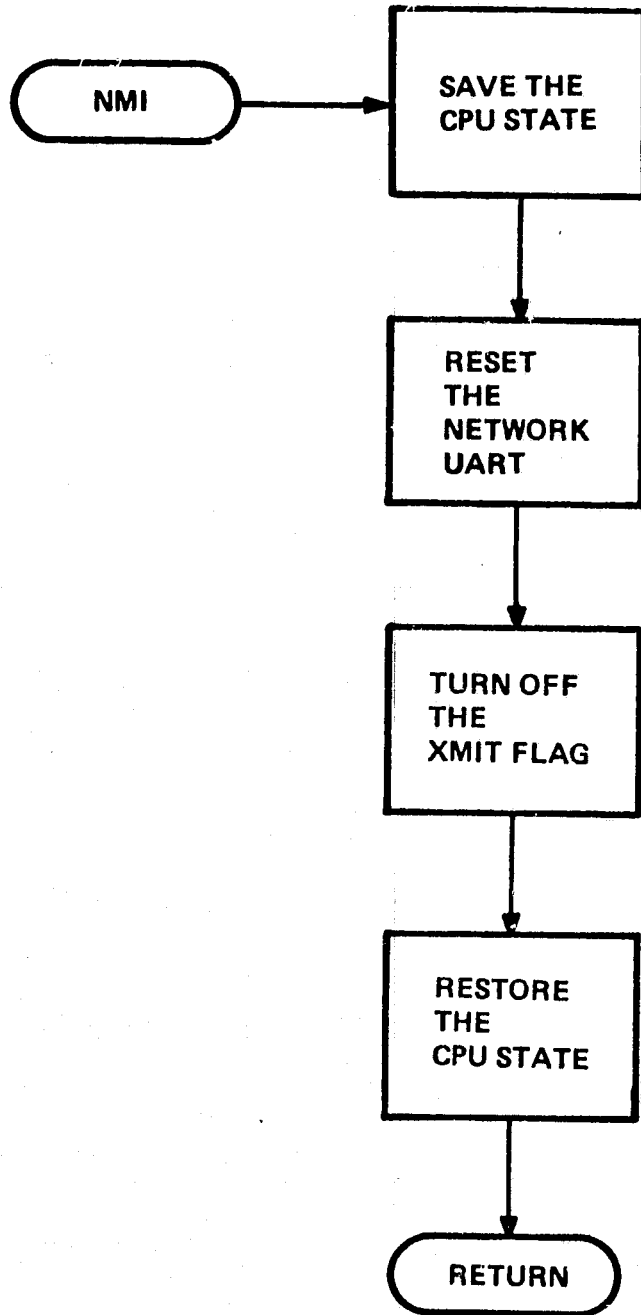 NMI
SAVE THE
CPU STATE
RESET
THE
NETWORK
UART
TURN OFF
THE
XMIT FLAG
RESTORE
THE
CPU STATE
RETURN